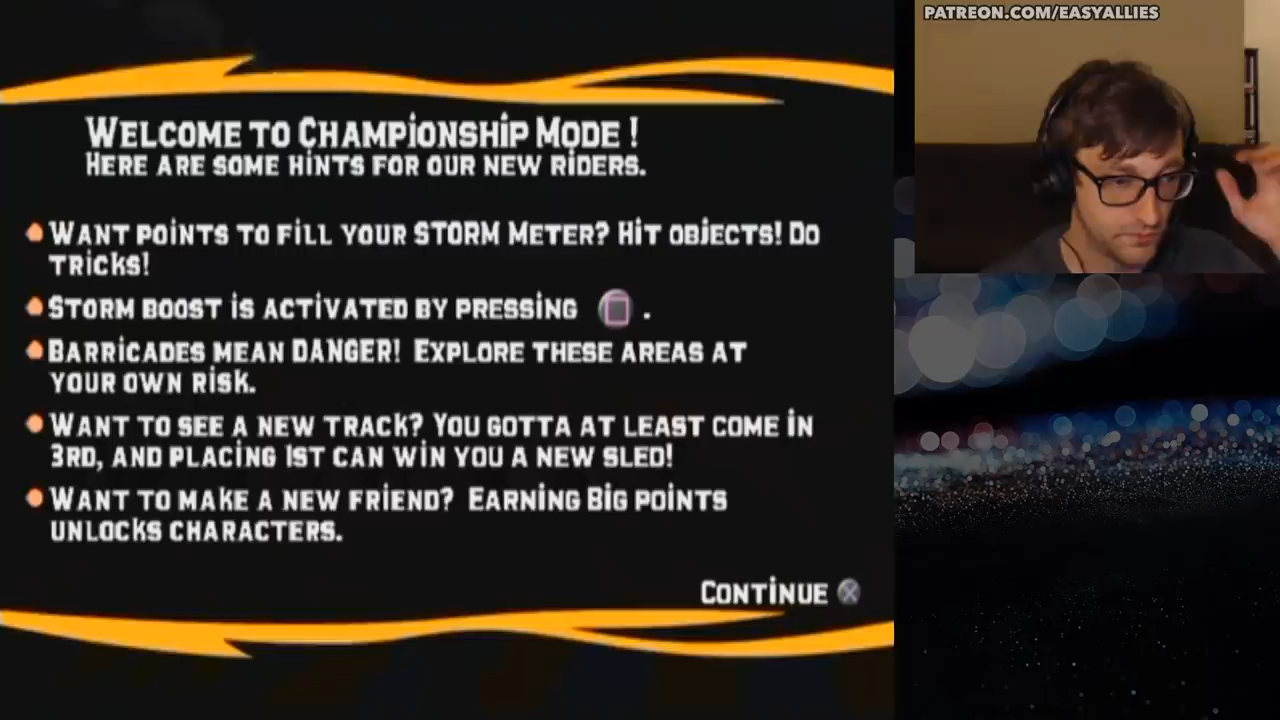 PATREON.COM/EASYALLIES
WELCOME TO CHAMPIONSHIP MODE !
HERE ARE SOME HINTS FOR OUR NEW RIDERS.
WANT POINTS TO FILL YOUR STORM METER? HIT OBJECTS! DO
TRICKS!
STORM BOOST IS ACTIVATED BY PRESSING .
BARRICADES MEAN DANGER! EXPLORE THESE AREAS AT
YOUR OWN RISK.
WANT TO SEE A NEW TRACK? YOU GOTTA AT LEAST COME IN
3RD, AND PLACING 1ST CAN WIN YOU A NEW SLED!
WANT TO MAKE A NEW FRIEND? EARNING BIG POINTS
UNLOCKS CHARACTERS.
CONTINUE